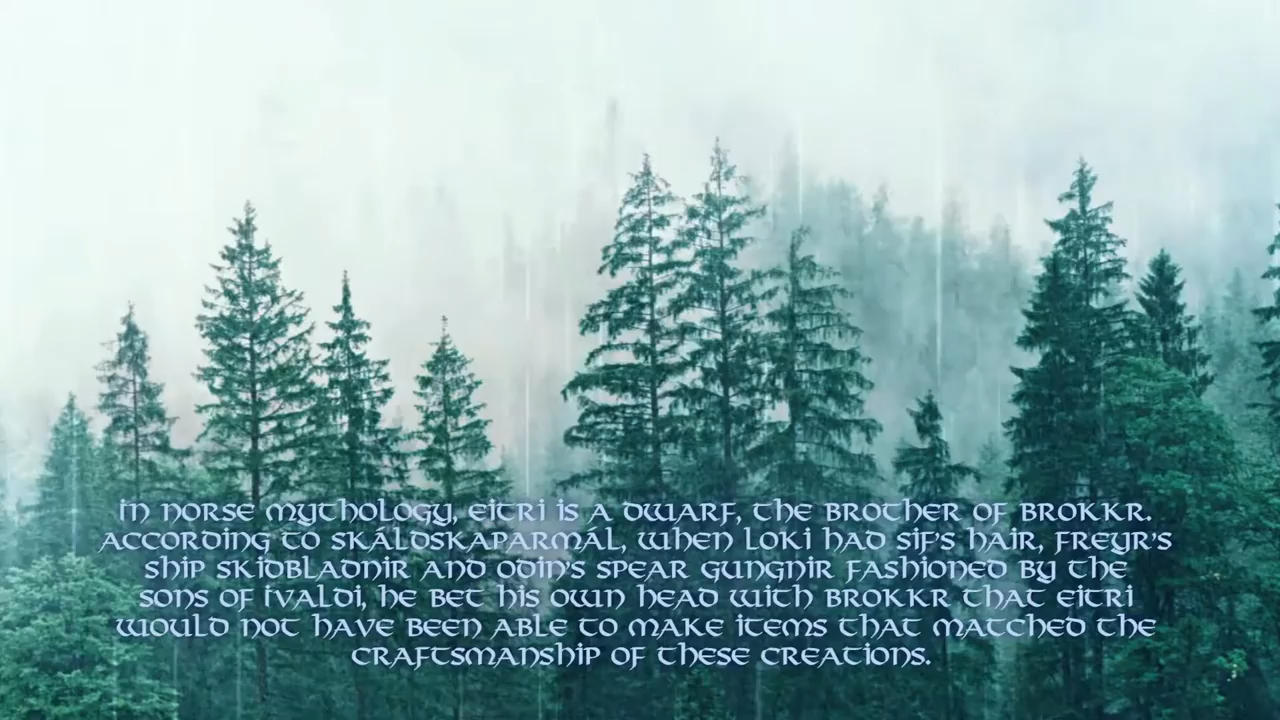 In Norse mythology, Eitri is a dwarf, the brother of Brokkr.
According to Skáldskaparmál, when Loki had Sif's hair, Freyr's
ship Skidbladnir and Odin's spear Gungnir fashioned by the
Sons of Ívaldi, he bet his own head with Brokkr that Eitri
would not have been able to make items that matched the
craftsmanship of these creations.